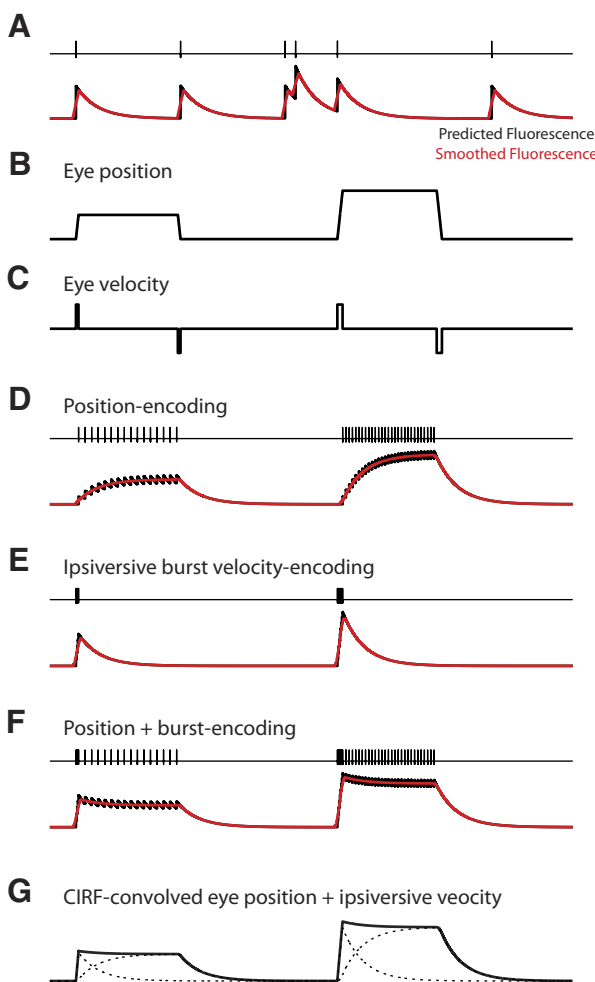 A
Predicted Fluorescence
Smoothed Fluorescence
B
Eye position
C
Eye velocity
D
Position-encoding
E
Ipsiversive burst velocity-encoding
F
Position + burst-encoding
G
CIRF-convolved eye position + ipsiversive veocity